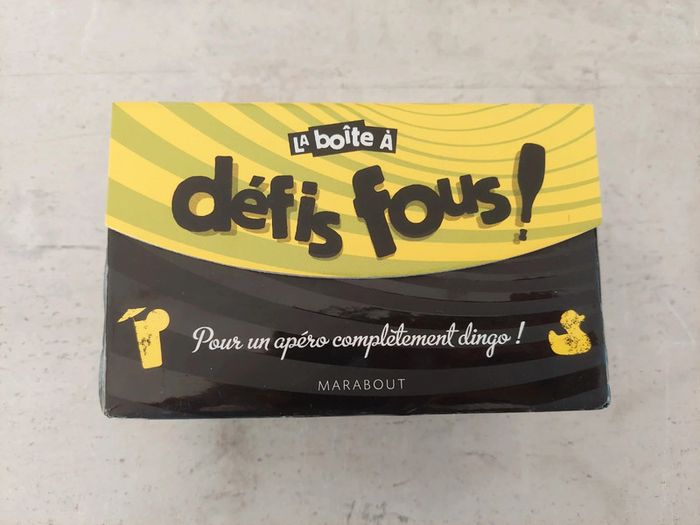 La boîte À
défis fous!
Pour un apéro complètement dingo !
MARABOUT